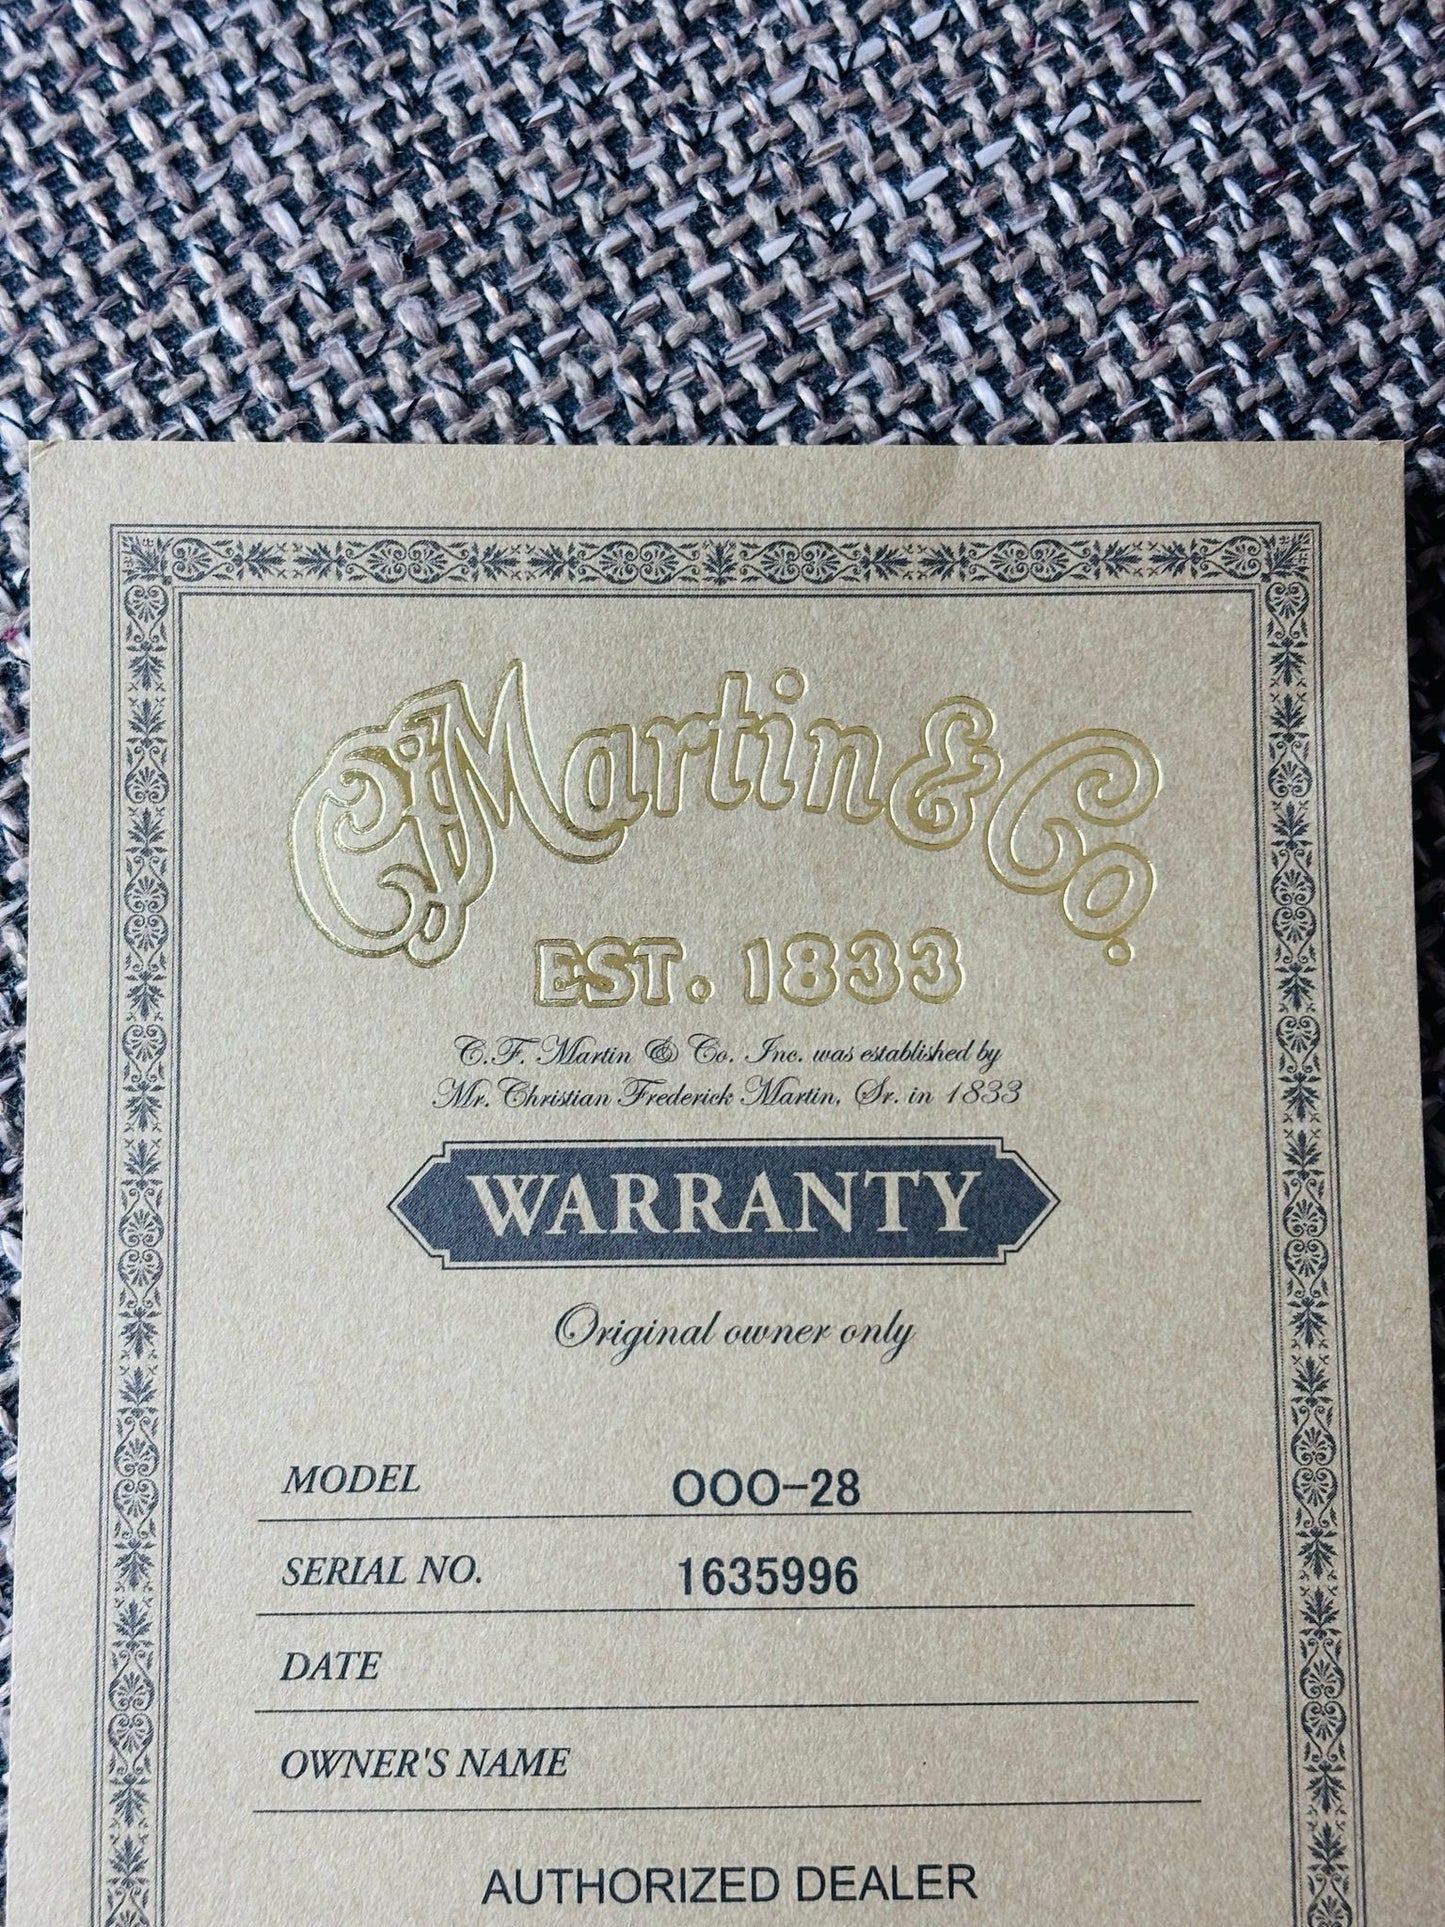 C.F. Martin & Co.
EST. 1833
C.F. Martin & Co. Inc. was established by
Mr. Christian Frederick Martin, Sr. in 1833
WARRANTY
Original owner only
MODEL OOO-28
SERIAL NO. 1635996
DATE
OWNER'S NAME
AUTHORIZED DEALER